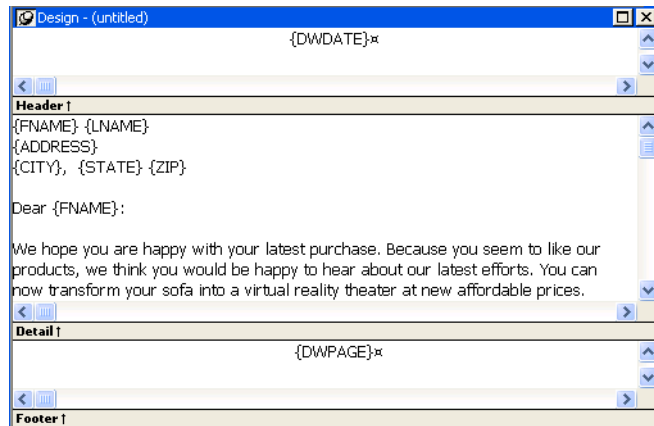 Design - (untitled)
{DWDATE}¤
Header ↑
{FNAME} {LNAME}
{ADDRESS}
{CITY}, {STATE} {ZIP}
Dear {FNAME}:
We hope you are happy with your latest purchase. Because you seem to like our
products, we think you would be happy to hear about our latest efforts. You can
now transform your sofa into a virtual reality theater at new affordable prices.
Detail ↑
{DWPAGE}¤
Footer ↑